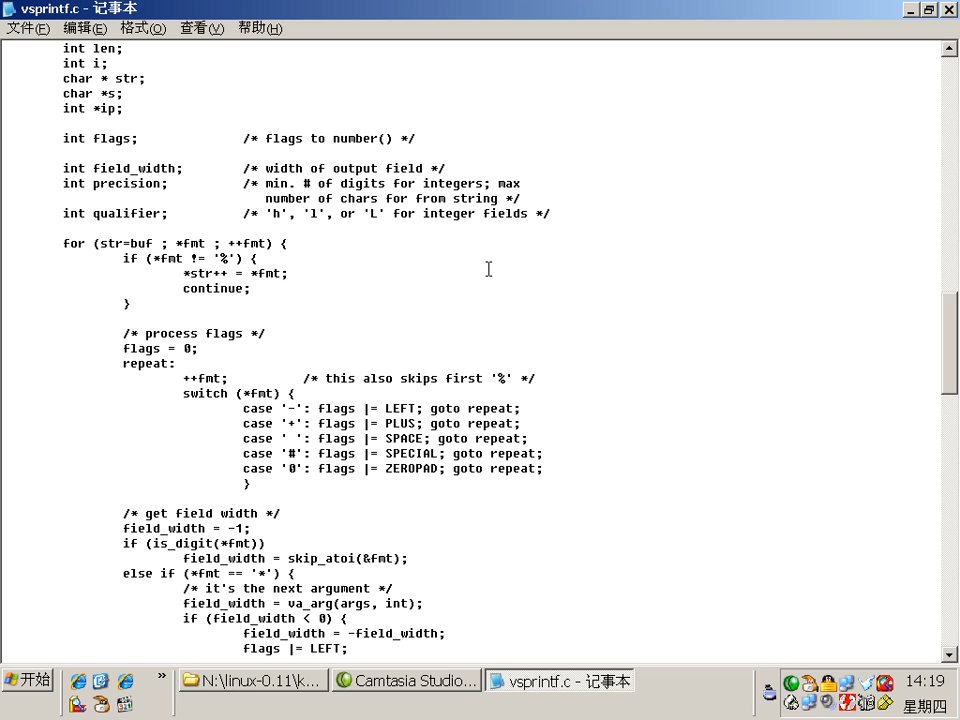 vsprintf.c - 记事本
文件(F) 编辑(E) 格式(O) 查看(V) 帮助(H)
int len;
int i;
char * str;
char *s;
int *ip;
int flags; /* flags to number() */
int field_width; /* width of output field */
int precision; /* min. # of digits for integers; max
number of chars for from string */
int qualifier; /* 'h', 'l', or 'L' for integer fields */
for (str=buf ; *fmt ; ++fmt) {
if (*fmt != '%') {
*str++ = *fmt;
continue;
}
/* process flags */
flags = 0;
repeat:
++fmt; /* this also skips first '%' */
switch (*fmt) {
case '-': flags |= LEFT; goto repeat;
case '+': flags |= PLUS; goto repeat;
case ' ': flags |= SPACE; goto repeat;
case '#': flags |= SPECIAL; goto repeat;
case '0': flags |= ZEROPAD; goto repeat;
}
/* get field width */
field_width = -1;
if (is_digit(*fmt))
field_width = skip_atoi(&fmt);
else if (*fmt == '*') {
/* it's the next argument */
field_width = va_arg(args, int);
if (field_width < 0) {
field_width = -field_width;
flags |= LEFT;
开始 » N:\linux-0.11\k... Camtasia Studio... vsprintf.c - 记事本 14:19
星期四